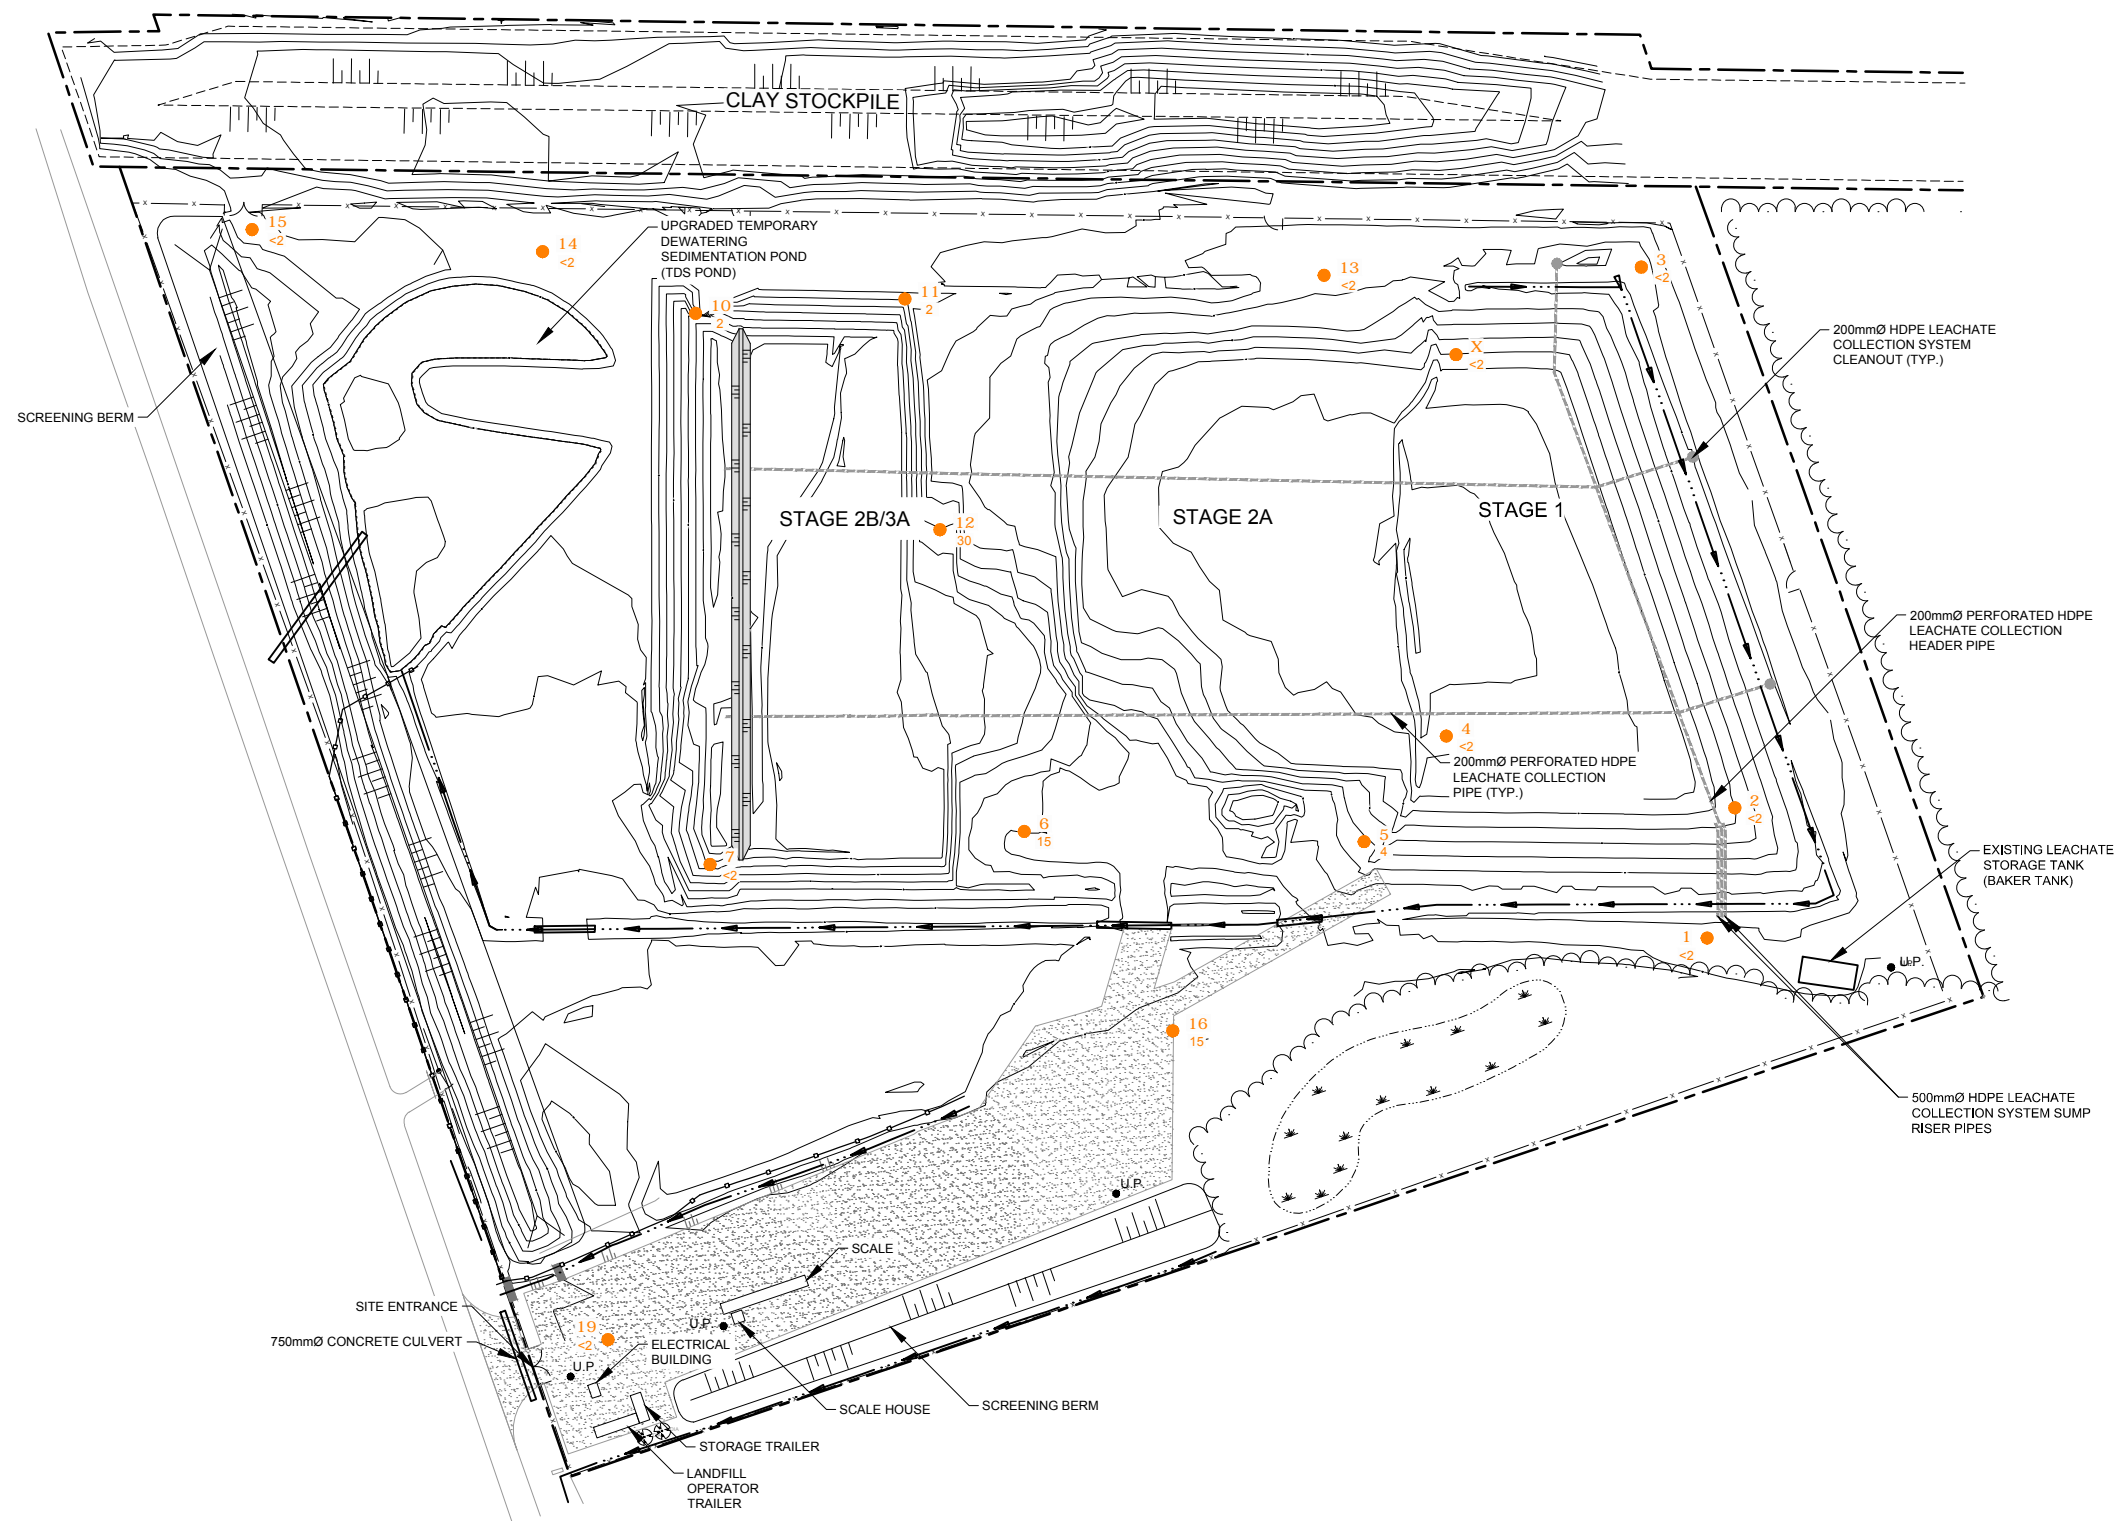 CLAY STOCKPILE
15
<2
14
<2
UPGRADED TEMPORARY
DEWATERING
SEDIMENTATION POND
(TDS POND)
10
2
11
2
13
<2
3
<2
X
<2
200mmØ HDPE LEACHATE
COLLECTION SYSTEM
CLEANOUT (TYP.)
SCREENING BERM
STAGE 2B/3A
12
30
STAGE 2A
STAGE 1
200mmØ PERFORATED HDPE
LEACHATE COLLECTION
HEADER PIPE
4
<2
200mmØ PERFORATED HDPE
LEACHATE COLLECTION
PIPE (TYP.)
2
<2
6
15
5
4
7
<2
EXISTING LEACHATE
STORAGE TANK
(BAKER TANK)
1
<2
U.P.
16
15
500mmØ HDPE LEACHATE
COLLECTION SYSTEM SUMP
RISER PIPES
U.P.
SCALE
SITE ENTRANCE
750mmØ CONCRETE CULVERT
19
<2
U.P.
ELECTRICAL
BUILDING
U.P.
SCALE HOUSE
SCREENING BERM
STORAGE TRAILER
LANDFILL
OPERATOR
TRAILER